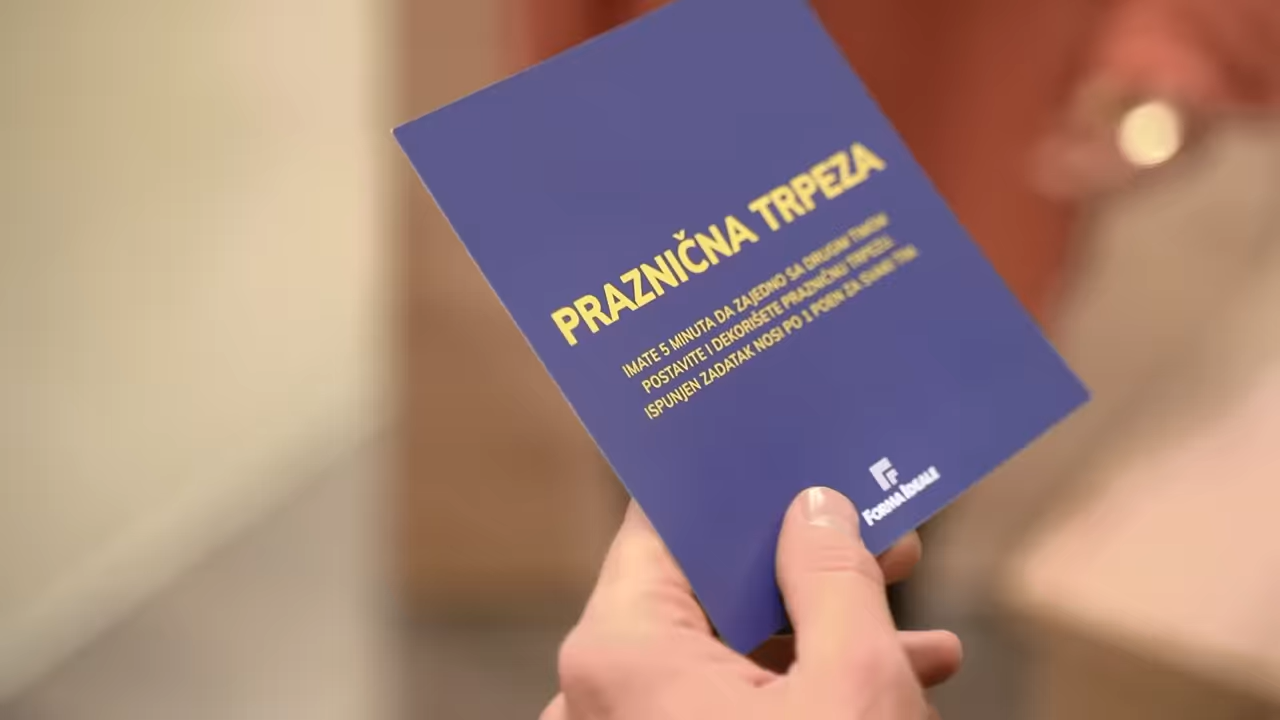 PRAZNIČNA TRPEZA
IMATE 5 MINUTA DA ZAJEDNO SA DRUGIM TIMOM
POSTAVITE I DEKORIŠETE PRAZNIČNU TRPEZU.
ISPUNJEN ZADATAK NOSI PO 1 POEN ZA SVAKI TIM
FORMA IDEALE